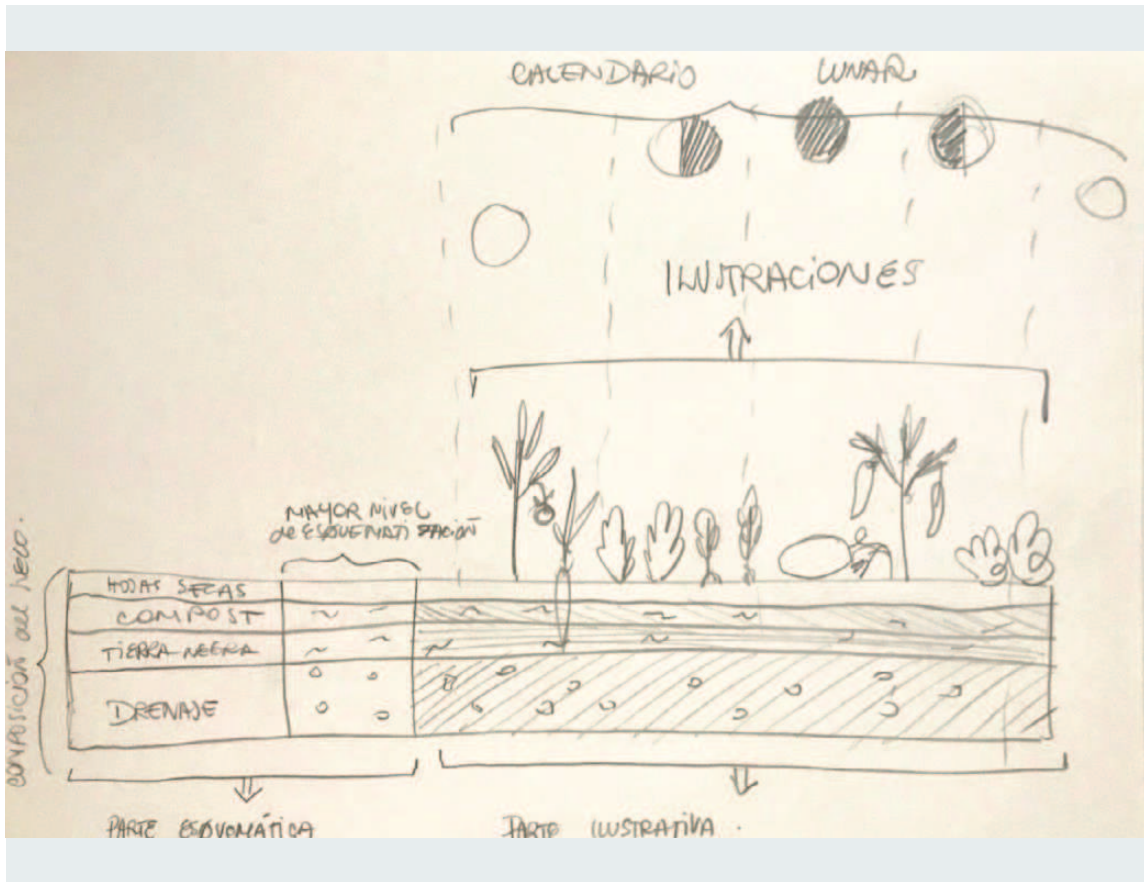 CALENDARIO LUNAR
ILUSTRACIONES
MAYOR NIVEL
de ESQUEMATIZACIÓN
HOJAS SECAS
COMPOST
TIERRA NEGRA
DRENAJE
COMPOSICIÓN del
PARTE ESQUEMÁTICA
PARTE ILUSTRATIVA.